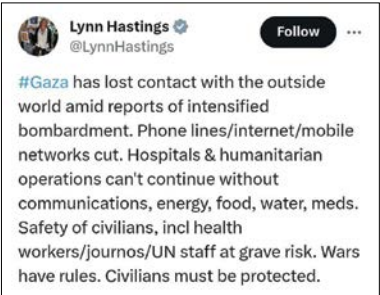 Lynn Hastings
@LynnHastings
Follow
#Gaza has lost contact with the outside
world amid reports of intensified
bombardment. Phone lines/internet/mobile
networks cut. Hospitals & humanitarian
operations can't continue without
communications, energy, food, water, meds.
Safety of civilians, incl health
workers/journos/UN staff at grave risk. Wars
have rules. Civilians must be protected.